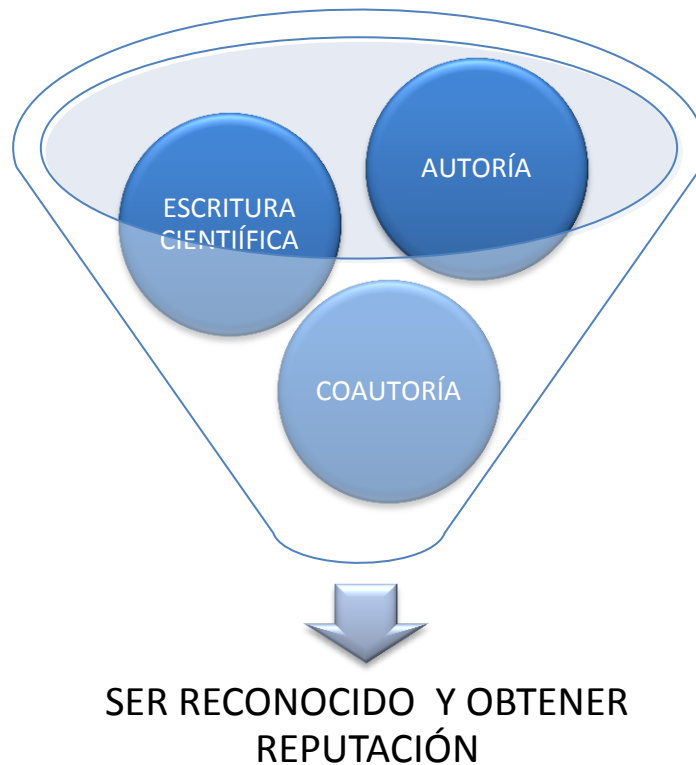 AUTORÍA
ESCRITURA
CIENTIÍFICA
COAUTORÍA
SER RECONOCIDO Y OBTENER
REPUTACIÓN